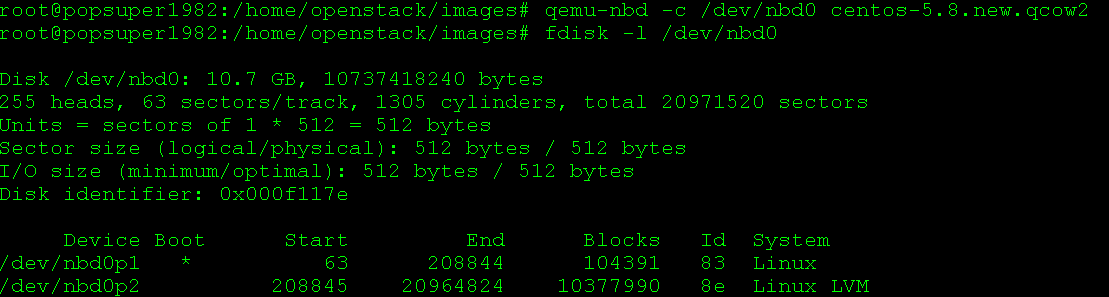 root@popsuper1982:/home/openstack/images# qemu-nbd -c /dev/nbd0 centos-5.8.new.qcow2
root@popsuper1982:/home/openstack/images# fdisk -l /dev/nbd0
Disk /dev/nbd0: 10.7 GB, 10737418240 bytes
255 heads, 63 sectors/track, 1305 cylinders, total 20971520 sectors
Units = sectors of 1 * 512 = 512 bytes
Sector size (logical/physical): 512 bytes / 512 bytes
I/O size (minimum/optimal): 512 bytes / 512 bytes
Disk identifier: 0x000f117e
Device Boot Start End Blocks Id System
/dev/nbd0p1 * 63 208844 104391 83 Linux
/dev/nbd0p2 208845 20964824 10377990 8e Linux LVM